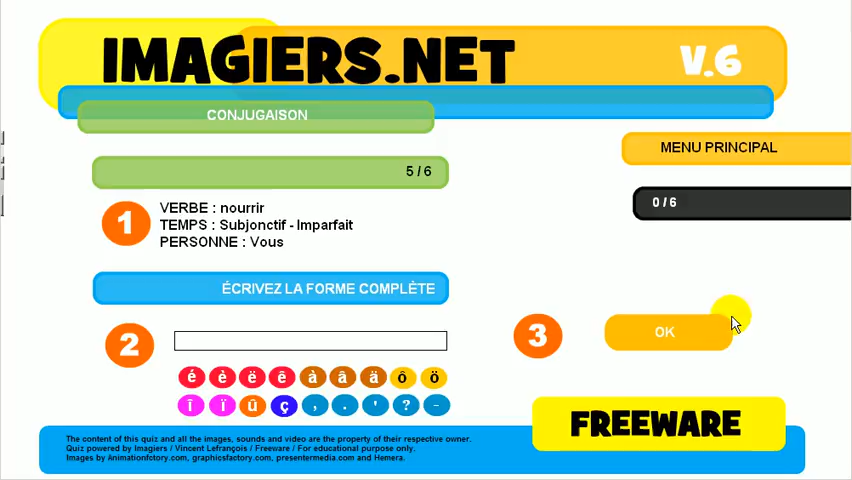 IMAGIERS.NET
V.6
CONJUGAISON
MENU PRINCIPAL
5 / 6
0 / 6
1
VERBE : nourrir
TEMPS : Subjonctif - Imparfait
PERSONNE : Vous
ÉCRIVEZ LA FORME COMPLÈTE
2
3
OK
é è ë ê à â ä ô ö
î ï û ç , . ' ? -
FREEWARE
The content of this quiz and all the images, sounds and video are the property of their respective owner.
Quiz powered by Imagiers / Vincent Lefrançois / Freeware / For educational purpose only.
Images by Animationfctory.com, graphicsfactory.com, presentermedia.com and Hemera.